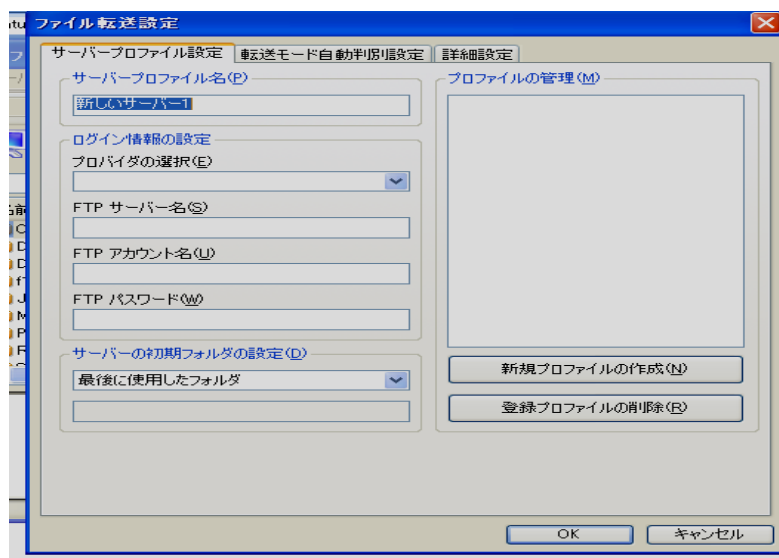 ファイル転送設定
サーバープロファイル設定
転送モード自動判別設定
詳細設定
サーバープロファイル名(P)
新しいサーバー1
ログイン情報の設定
プロバイダの選択(E)
FTP サーバー名(S)
FTP アカウント名(U)
FTP パスワード(W)
サーバーの初期フォルダの設定(D)
最後に使用したフォルダ
プロファイルの管理(M)
新規プロファイルの作成(N)
登録プロファイルの削除(R)
OK
キャンセル